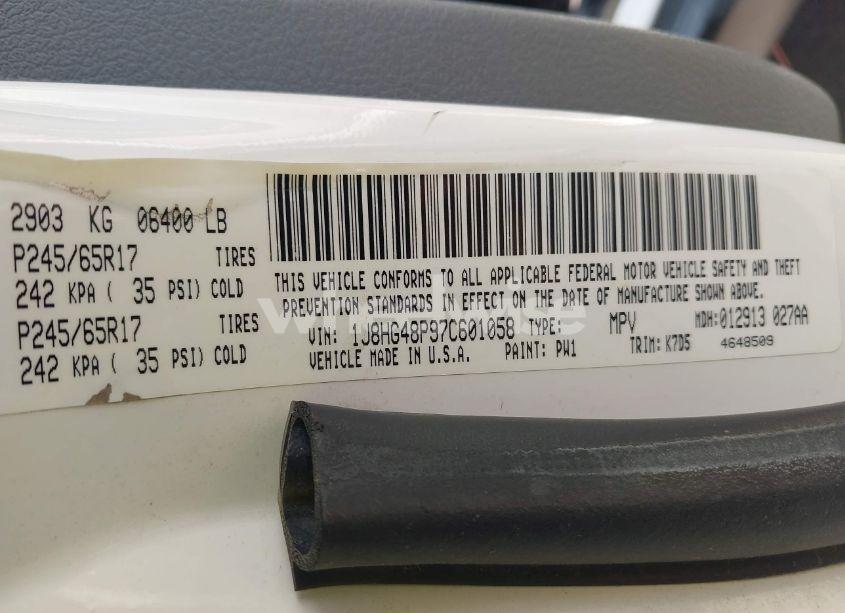 2903 KG 06400 LB
P245/65R17 TIRES
242 KPA ( 35 PSI) COLD
P245/65R17 TIRES
242 KPA ( 35 PSI) COLD
THIS VEHICLE CONFORMS TO ALL APPLICABLE FEDERAL MOTOR VEHICLE SAFETY AND THEFT
PREVENTION STANDARDS IN EFFECT ON THE DATE OF MANUFACTURE SHOWN ABOVE.
VIN: 1J8HG48P97C601058 TYPE: MPV MDH:012913 027AA
VEHICLE MADE IN U.S.A. PAINT: PW1 TRIM: K7D5 4648509